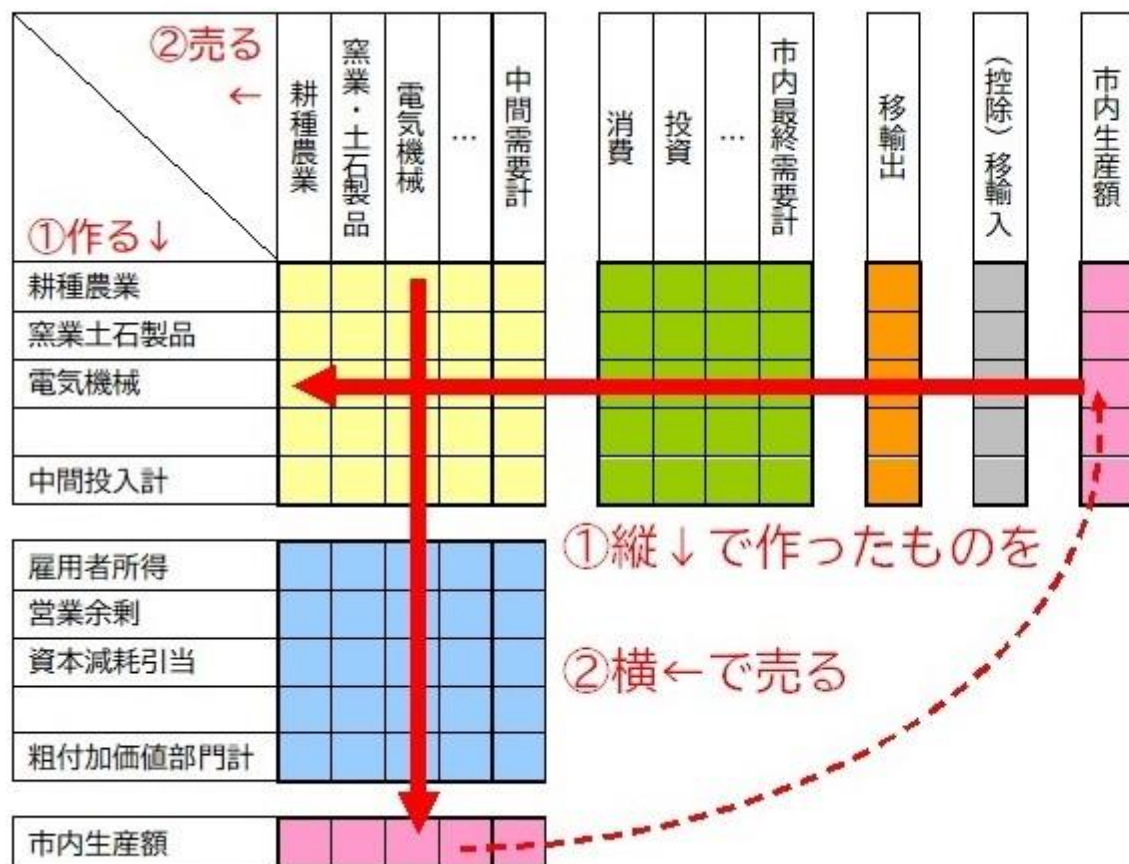 ②売る
←
①作る↓
耕種農業
窯業・土石製品
電気機械
…
中間需要計
消費
投資
…
市内最終需要計
移輸出
（控除）移輸入
市内生産額
耕種農業
窯業土石製品
電気機械
中間投入計
①縦↓で作ったものを
②横←で売る
雇用者所得
営業余剰
資本減耗引当
粗付加価値部門計
市内生産額